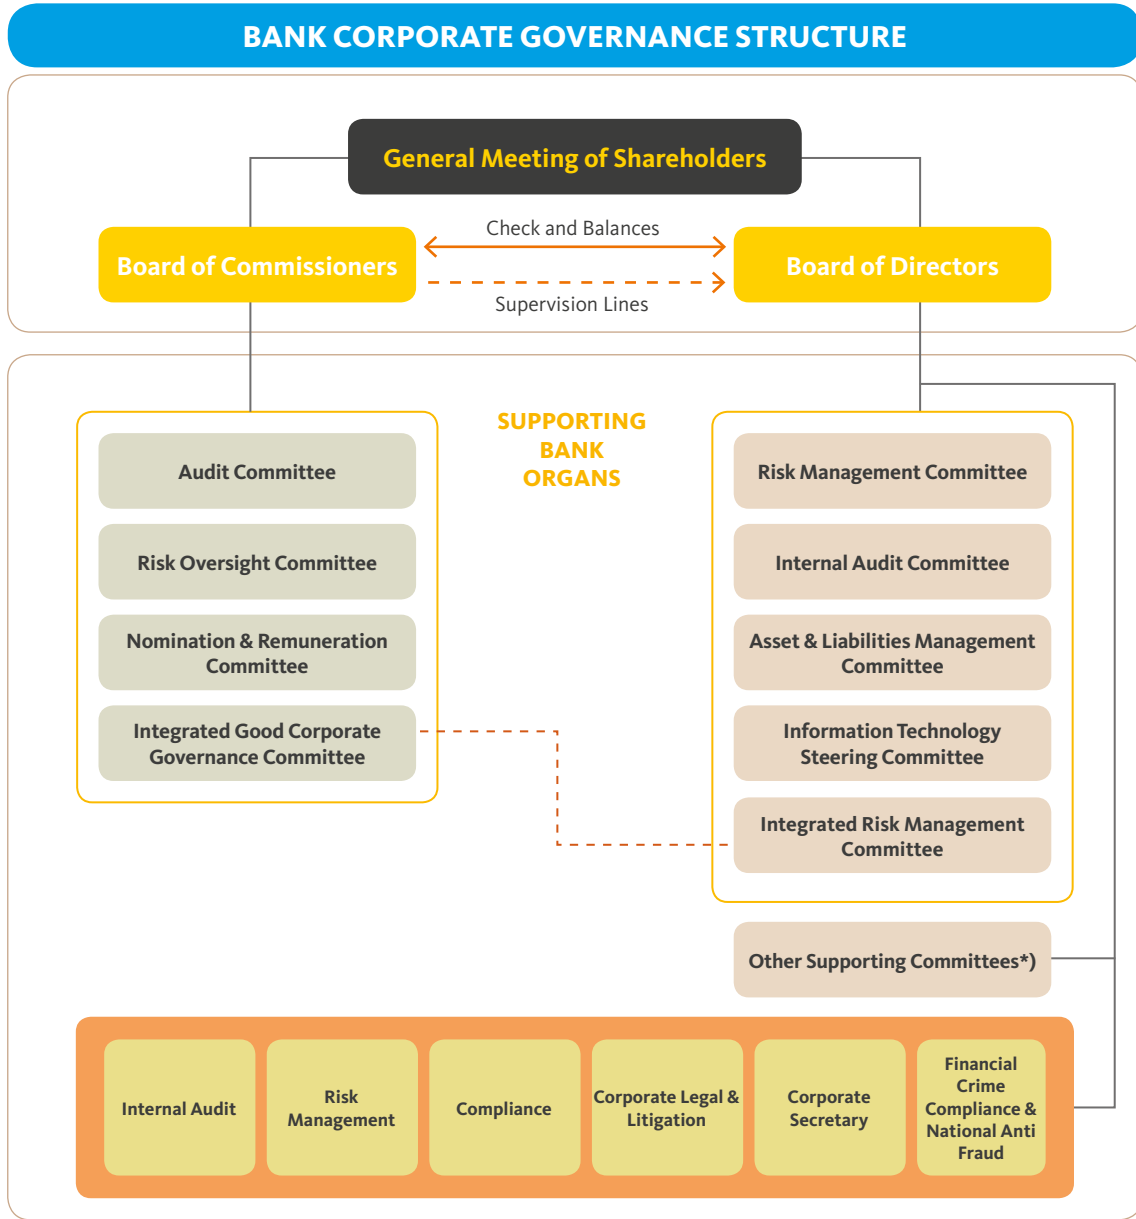 BANK CORPORATE GOVERNANCE STRUCTURE
General Meeting of Shareholders
Check and Balances
Board of Commissioners
Board of Directors
Supervision Lines
SUPPORTING
BANK
ORGANS
Audit Committee
Risk Oversight Committee
Nomination & Remuneration
Committee
Integrated Good Corporate
Governance Committee
Risk Management Committee
Internal Audit Committee
Asset & Liabilities Management
Committee
Information Technology
Steering Committee
Integrated Risk Management
Committee
Other Supporting Committees*)
Internal Audit
Risk
Management
Compliance
Corporate Legal &
Litigation
Corporate
Secretary
Financial
Crime
Compliance &
National Anti
Fraud